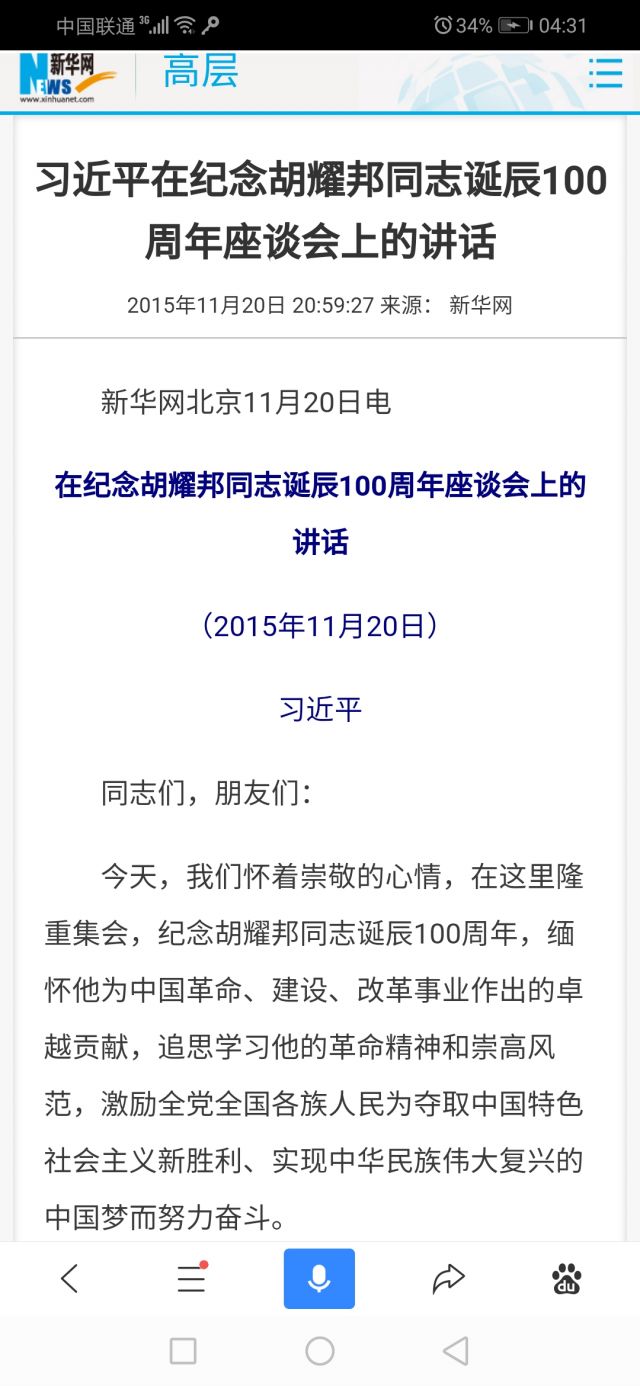 中国联通 3G 34% 04:31
新华网 高层
NEWS
www.xinhuanet.com
习近平在纪念胡耀邦同志诞辰100
周年座谈会上的讲话
2015年11月20日 20:59:27 来源： 新华网
新华网北京11月20日电
在纪念胡耀邦同志诞辰100周年座谈会上的
讲话
（2015年11月20日）
习近平
同志们，朋友们：
今天，我们怀着崇敬的心情，在这里隆
重集会，纪念胡耀邦同志诞辰100周年，缅
怀他为中国革命、建设、改革事业作出的卓
越贡献，追思学习他的革命精神和崇高风
范，激励全党全国各族人民为夺取中国特色
社会主义新胜利、实现中华民族伟大复兴的
中国梦而努力奋斗。
du